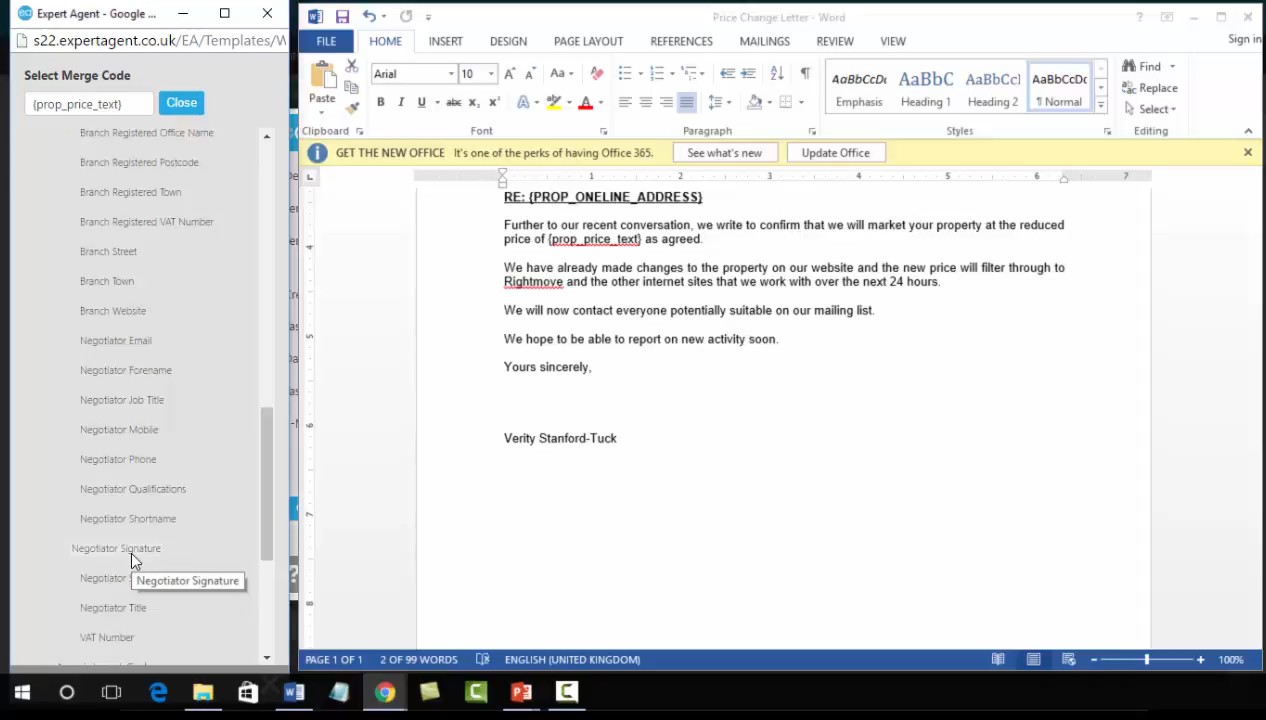 Expert Agent - Google ...
s22.expertagent.co.uk/EA/Templates/W
Select Merge Code
{prop_price_text}
Close
Branch Registered Office Name
Branch Registered Postcode
Branch Registered Town
Branch Registered VAT Number
Branch Street
Branch Town
Branch Website
Negotiator Email
Negotiator Forename
Negotiator Job Title
Negotiator Mobile
Negotiator Phone
Negotiator Qualifications
Negotiator Shortname
Negotiator Signature
Negotiator
Negotiator Signature
Negotiator Title
VAT Number
Price Change Letter - Word
Sign in
FILE HOME INSERT DESIGN PAGE LAYOUT REFERENCES MAILINGS REVIEW VIEW
Paste
Arial
10
Clipboard
Font
Paragraph
AaBbCcDc
Emphasis
AaBbC
Heading 1
AaBbCcl
Heading 2
AaBbCcDc
¶ Normal
Styles
Find
Replace
Select
Editing
GET THE NEW OFFICE It's one of the perks of having Office 365. See what's new Update Office
1 2 3 4 5 6 7
RE: {PROP_ONELINE_ADDRESS}
Further to our recent conversation, we write to confirm that we will market your property at the reduced
price of {prop_price_text} as agreed.
We have already made changes to the property on our website and the new price will filter through to
Rightmove and the other internet sites that we work with over the next 24 hours.
We will now contact everyone potentially suitable on our mailing list.
We hope to be able to report on new activity soon.
Yours sincerely,
Verity Stanford-Tuck
PAGE 1 OF 1 2 OF 99 WORDS ENGLISH (UNITED KINGDOM) 100%